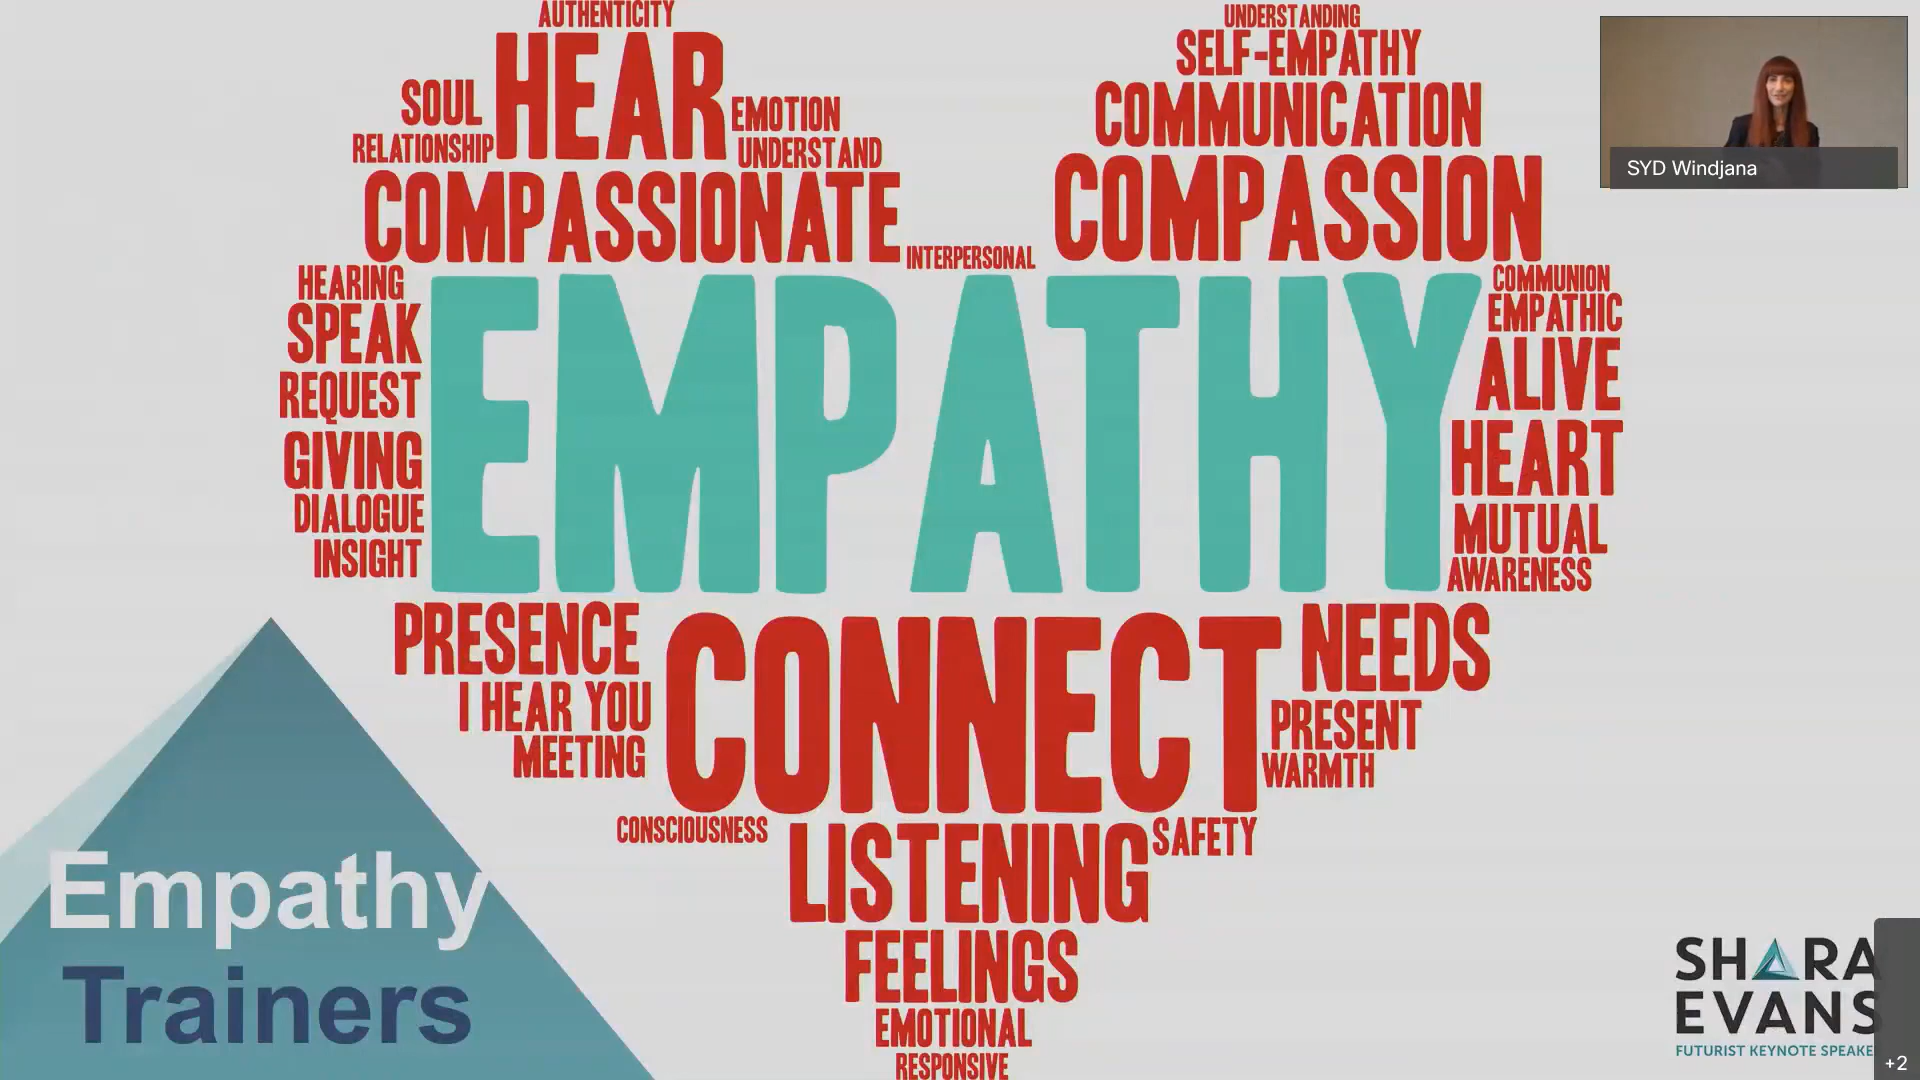 AUTHENTICITY
HEAR
SOUL
EMOTION
RELATIONSHIP
UNDERSTAND
COMPASSIONATE
INTERPERSONAL
UNDERSTANDING
SELF-EMPATHY
COMMUNICATION
COMPASSION
SYD Windjana
HEARING
SPEAK
REQUEST
GIVING
DIALOGUE
INSIGHT
EMPATHY
COMMUNION
EMPATHIC
ALIVE
HEART
MUTUAL
AWARENESS
PRESENCE
I HEAR YOU
MEETING
CONNECT
NEEDS
PRESENT
WARMTH
CONSCIOUSNESS
LISTENING
SAFETY
FEELINGS
EMOTIONAL
RESPONSIVE
Empathy
Trainers
SHARA
EVANS
FUTURIST KEYNOTE SPEAKE
+2